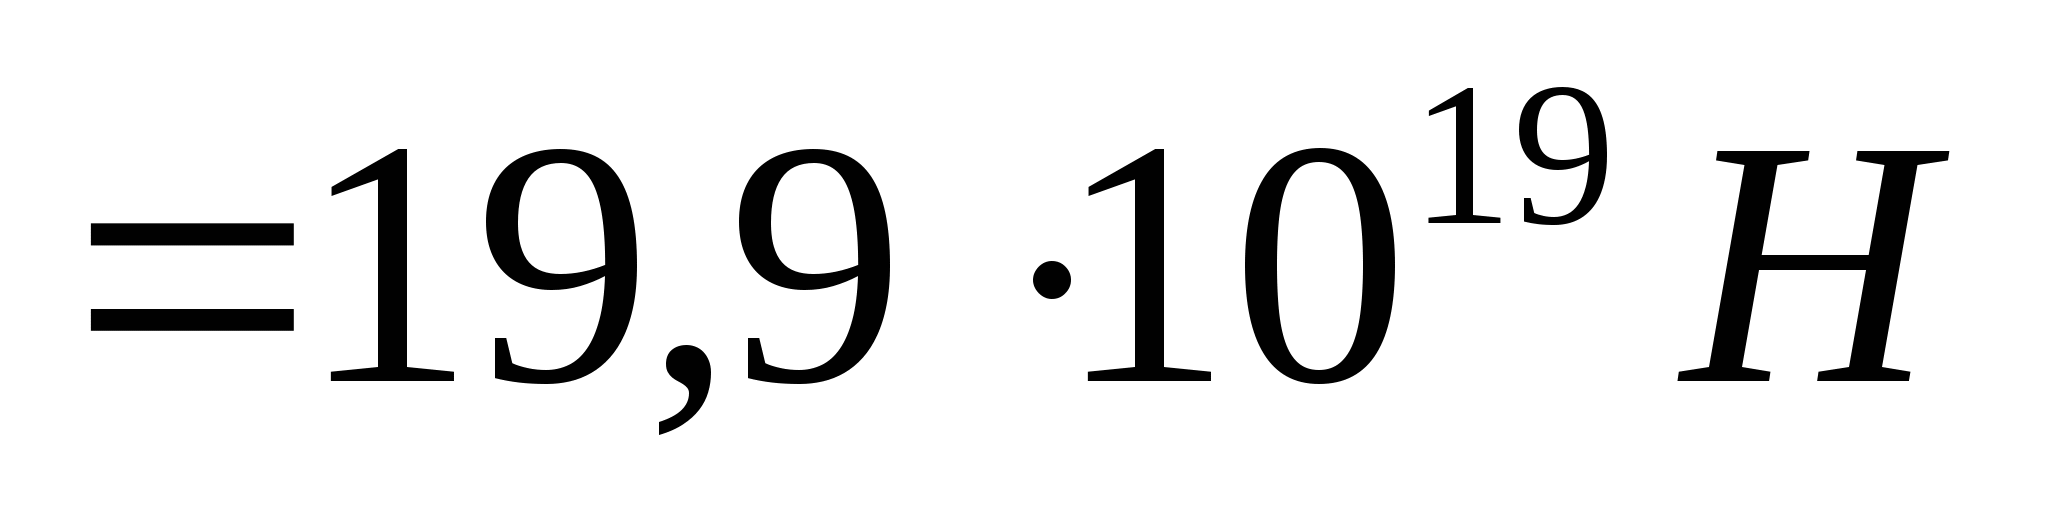 =19,9 ·10¹⁹ H